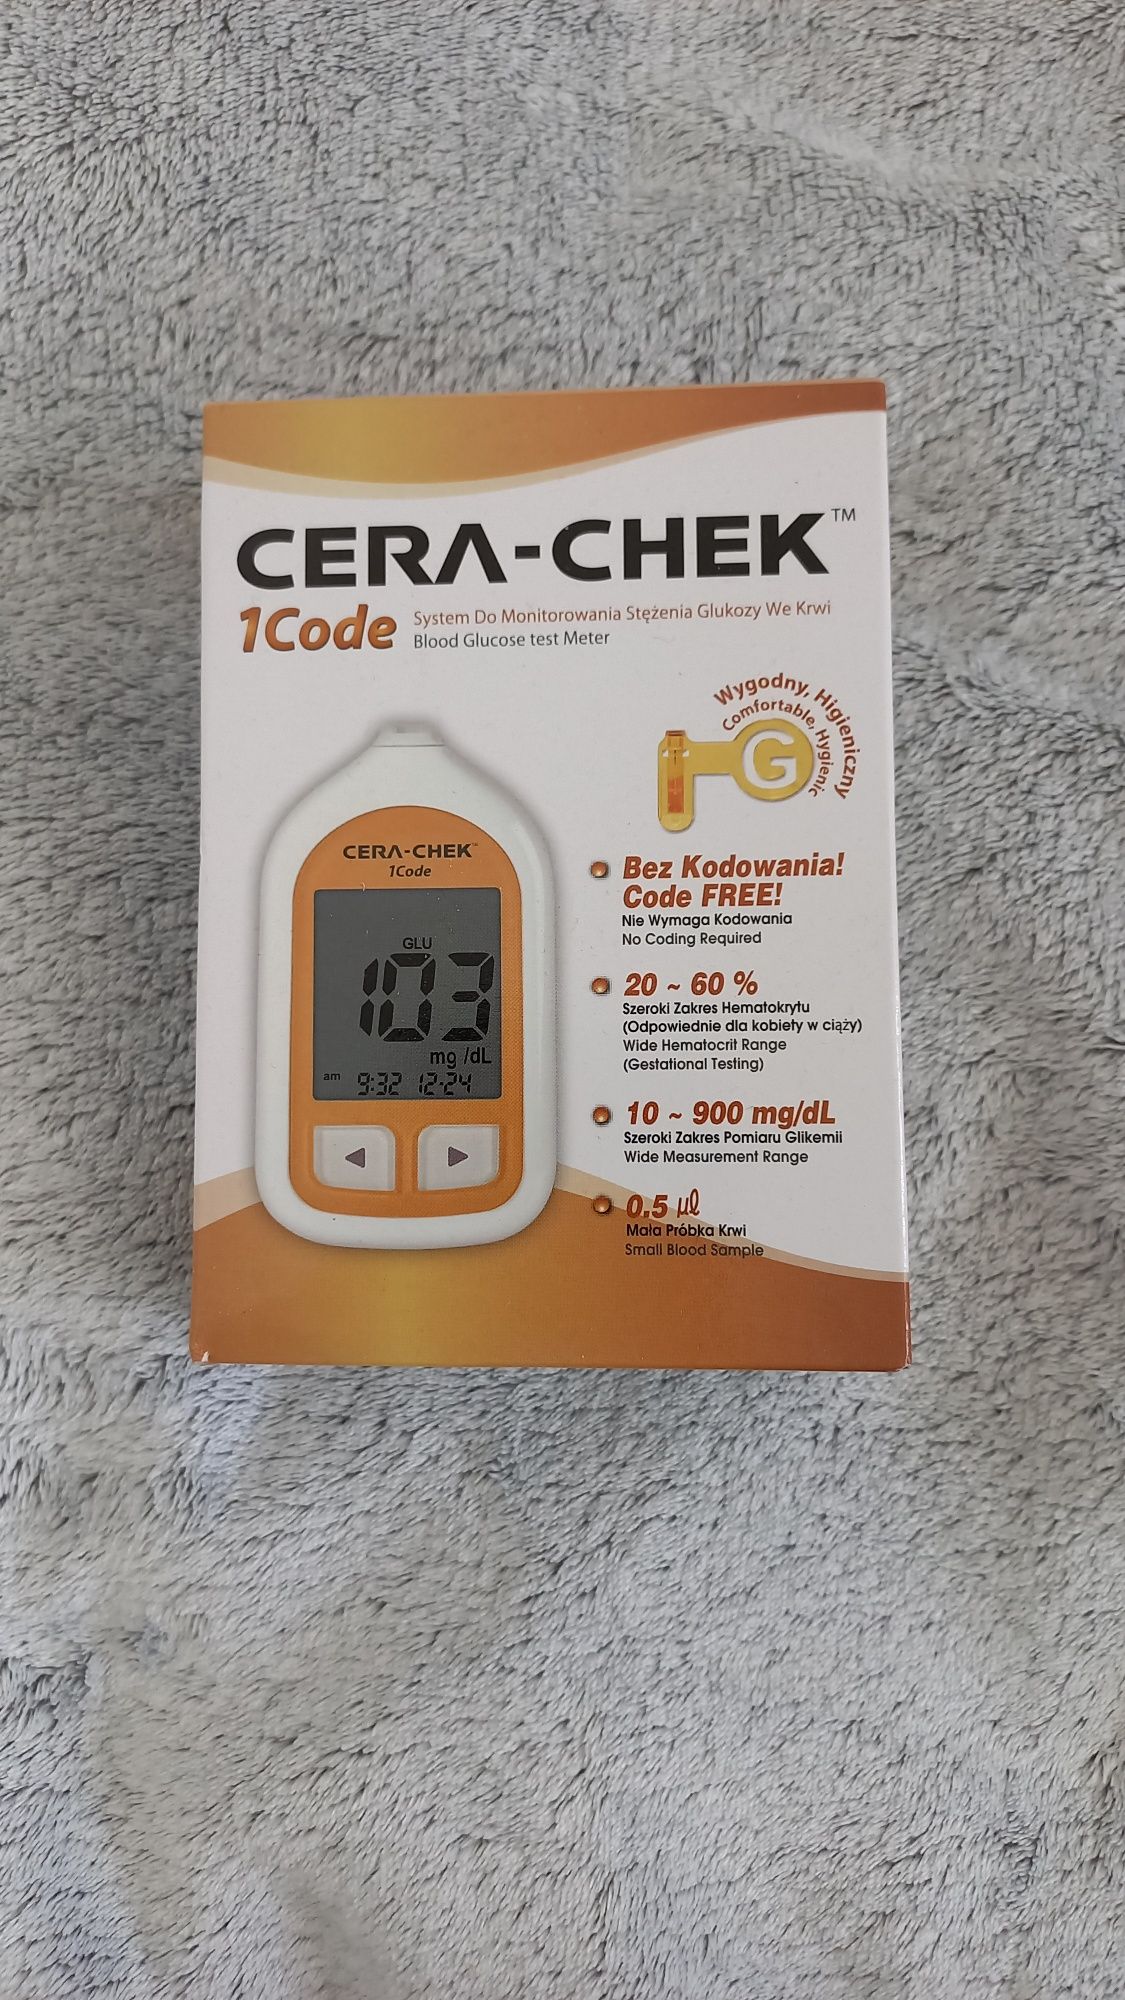 CERA-CHEK™
1Code
System Do Monitorowania Stężenia Glukozy We Krwi
Blood Glucose test Meter
Wygodny, Higieniczny
Comfortable, Hygienic
G
CERA-CHEK™
1Code
GLU
103
mg/dL
am 9:32 12-24
Bez Kodowania!
Code FREE!
Nie Wymaga Kodowania
No Coding Required
20 ~ 60 %
Szeroki Zakres Hematokrytu
(Odpowiednie dla kobiety w ciąży)
Wide Hematocrit Range
(Gestational Testing)
10 ~ 900 mg/dL
Szeroki Zakres Pomiaru Glikemii
Wide Measurement Range
0.5 μℓ
Mała Próbka Krwi
Small Blood Sample